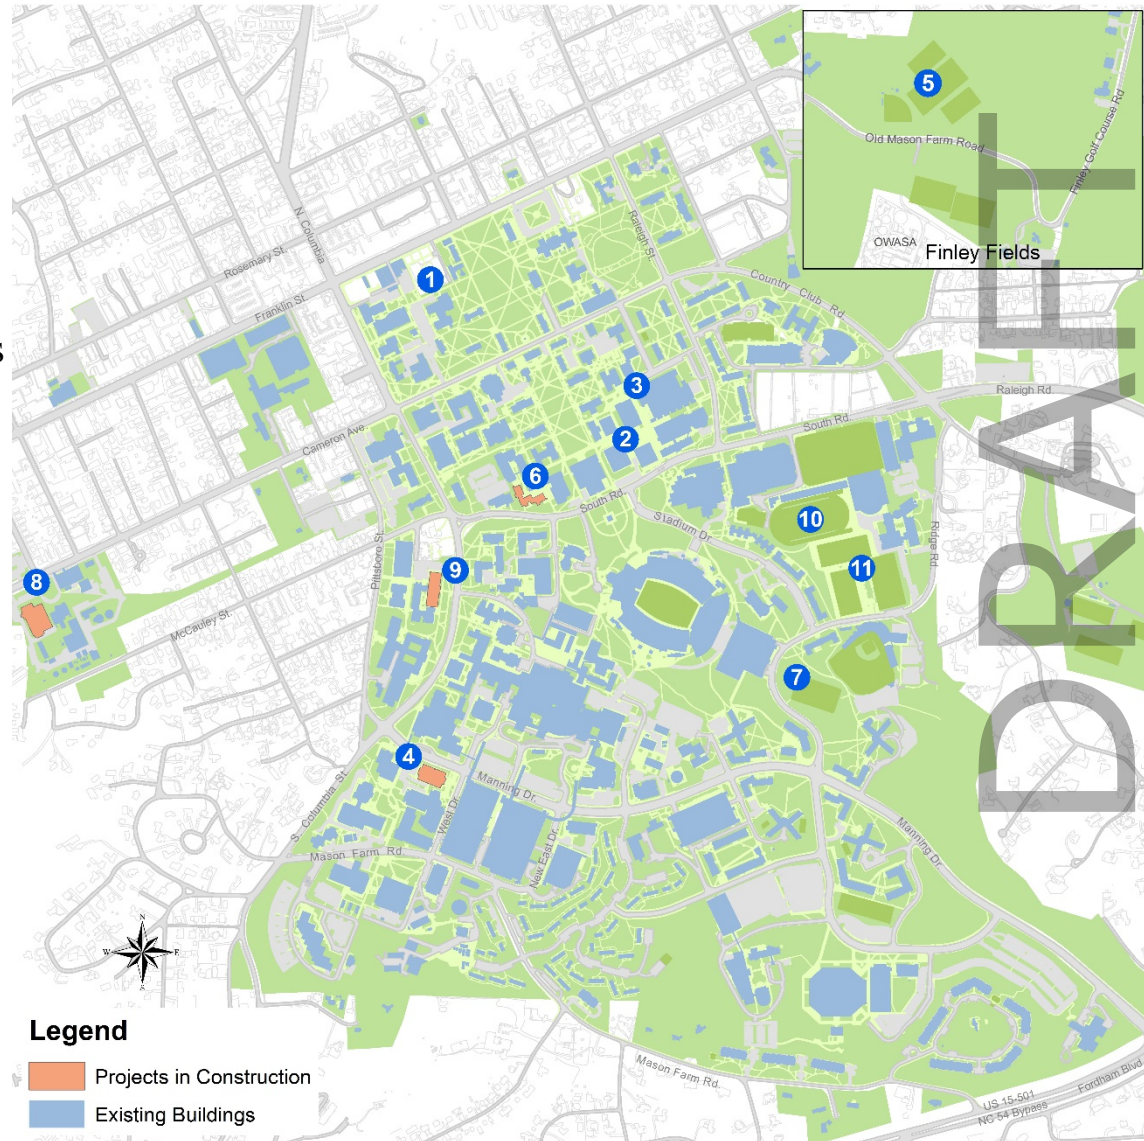 5
Old Mason Farm Road
Finley Golf Course Rd
OWASA
Finley Fields
DRAFT
N. Columbia
Rosemary St.
Franklin St.
Raleigh St.
Country Club Rd.
1
s
3
2
Raleigh Rd.
South Rd.
Cameron Ave.
6
South Rd.
Stadium Dr.
10
Ridge Rd.
Pittsboro St.
9
11
8
McCauley St.
7
4
Manning Dr.
S. Columbia St.
West Dr.
New East Dr.
Manning Dr.
Mason Farm Rd.
N
W
E
S
Legend
Projects in Construction
Existing Buildings
Mason Farm Rd.
US 15-501
NC 54 Bypass
Fordham Blvd